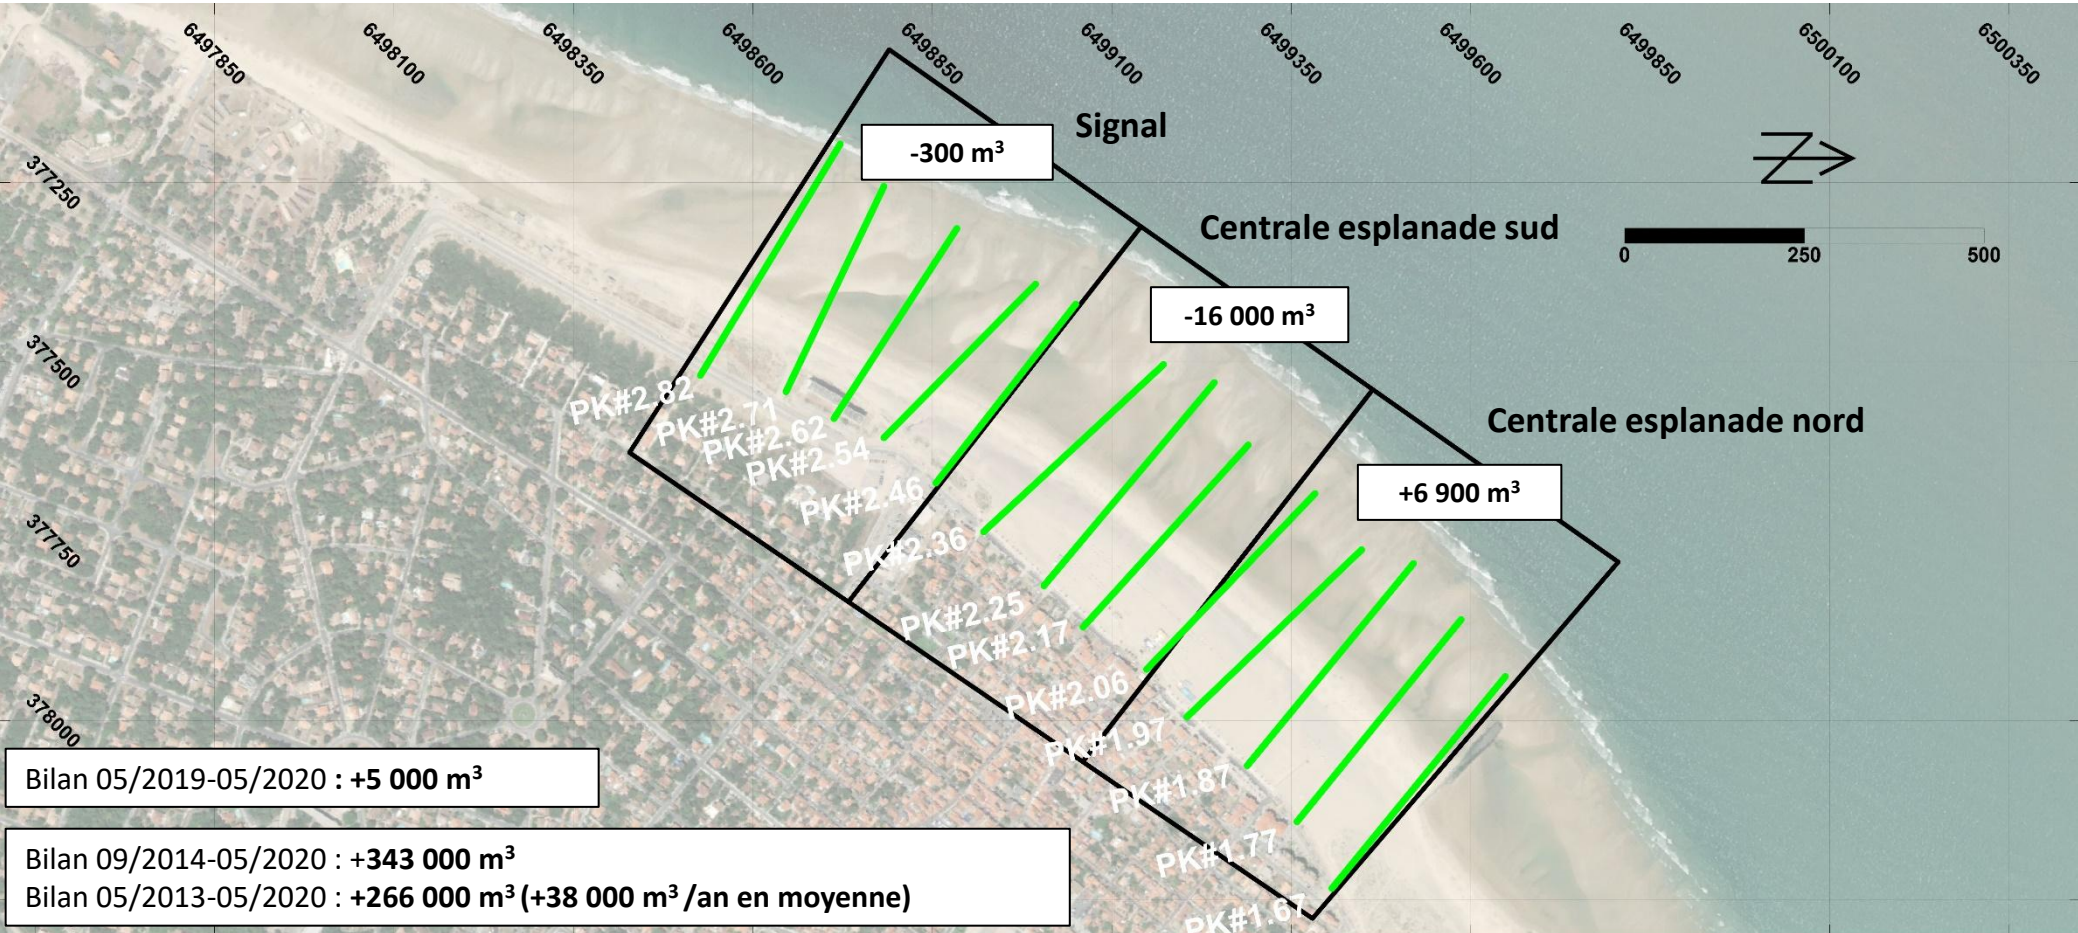 6497850
6498100
6498350
6498600
6498850
6499100
6499350
6499600
6499850
6500100
6500350
377250
377500
377750
378000
Signal
-300 m³
Centrale esplanade sud
-16 000 m³
Centrale esplanade nord
+6 900 m³
Z
0 250 500
PK#2.82
PK#2.71
PK#2.62
PK#2.54
PK#2.46
PK#2.36
PK#2.25
PK#2.17
PK#2.06
PK#1.97
PK#1.87
PK#1.77
PK#1.67
Bilan 05/2019-05/2020 : +5 000 m³
Bilan 09/2014-05/2020 : +343 000 m³
Bilan 05/2013-05/2020 : +266 000 m³ (+38 000 m³/an en moyenne)